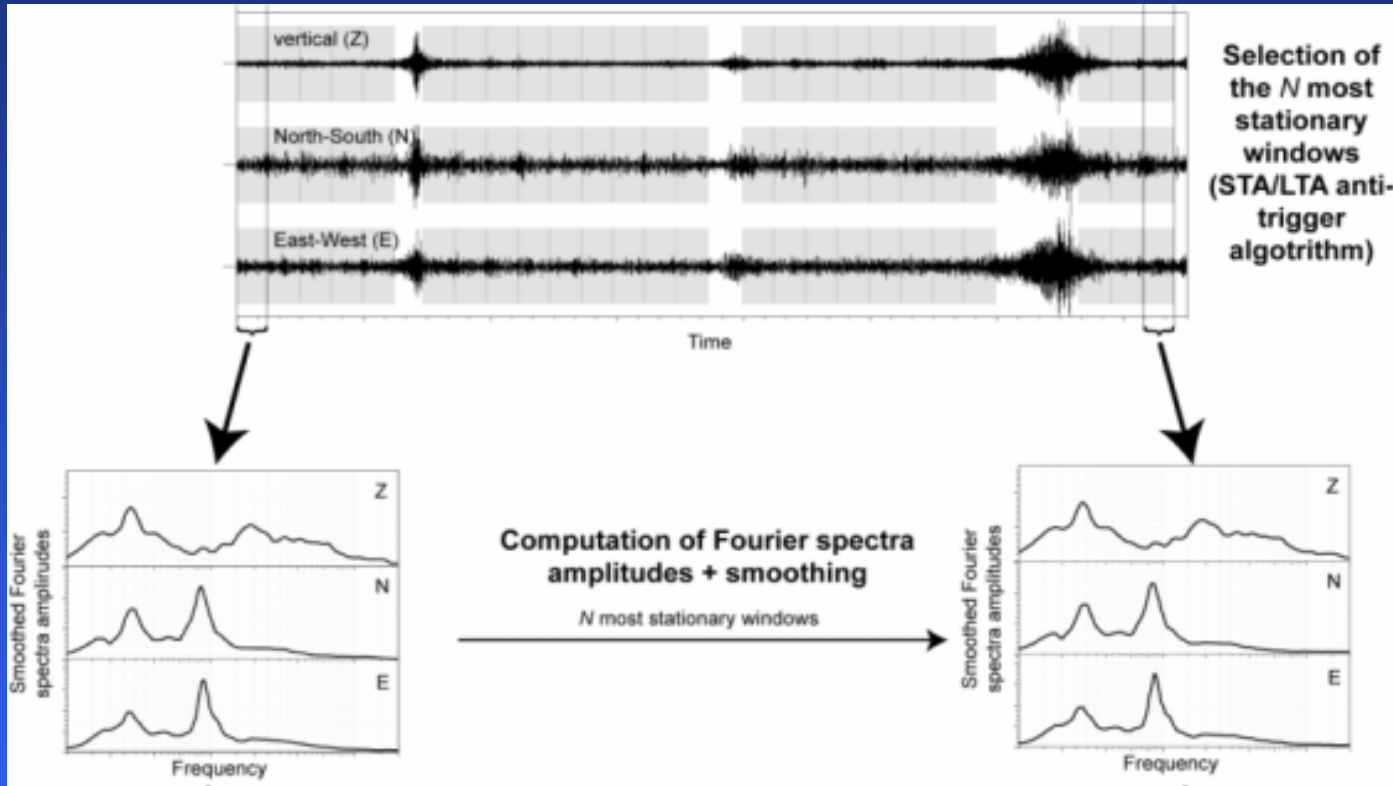 vertical (Z)
North-South (N)
East-West (E)
Time
Selection of
the N most
stationary
windows
(STA/LTA anti-
trigger
algotrithm)
Smoothed Fourier
spectra amplirudes
Z
N
E
Frequency
Computation of Fourier spectra
amplitudes + smoothing
N most stationary windows
Smoothed Fourier
spectra amplitudes
Z
N
E
Frequency